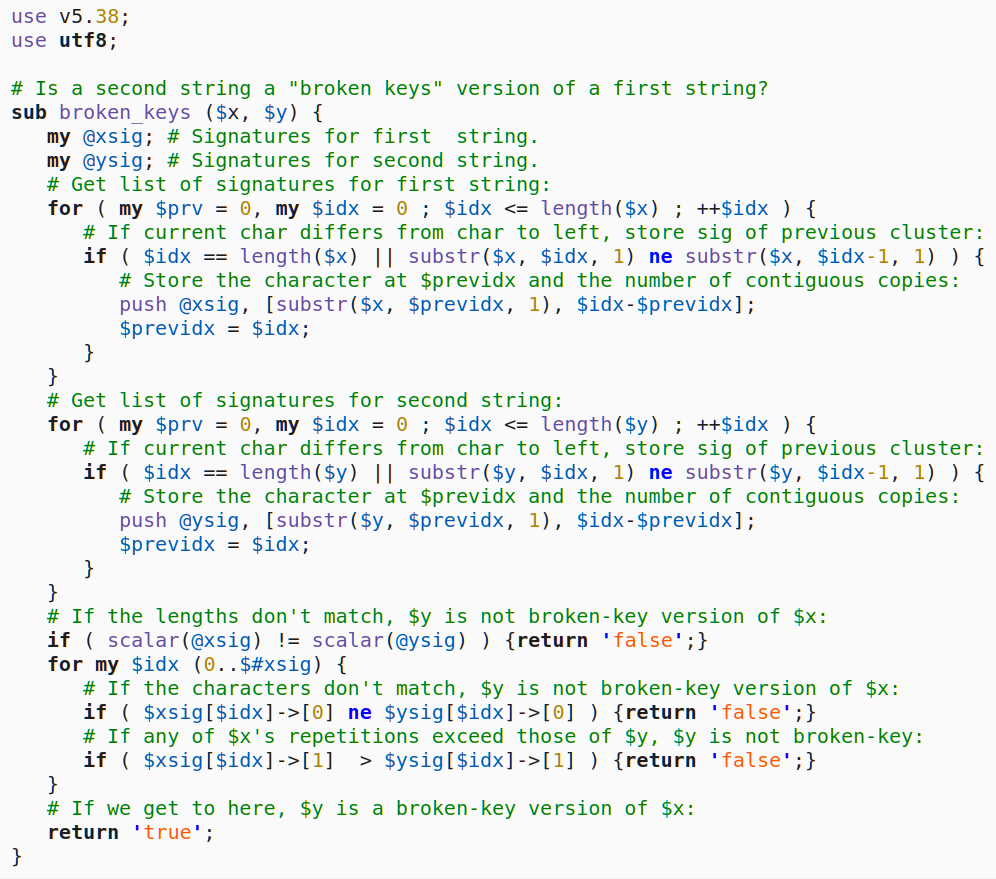 use v5.38;
use utf8;

# Is a second string a "broken keys" version of a first string?
sub broken_keys ($x, $y) {
   my @xsig; # Signatures for first  string.
   my @ysig; # Signatures for second string.
   # Get list of signatures for first string:
   for ( my $prv = 0, my $idx = 0 ; $idx <= length($x) ; ++$idx ) {
      # If current char differs from char to left, store sig of previous cluster:
      if ( $idx == length($x) || substr($x, $idx, 1) ne substr($x, $idx-1, 1) ) {
         # Store the character at $previdx and the number of contiguous copies:
         push @xsig, [substr($x, $previdx, 1), $idx-$previdx];
         $previdx = $idx;
      }
   }
   # Get list of signatures for second string:
   for ( my $prv = 0, my $idx = 0 ; $idx <= length($y) ; ++$idx ) {
      # If current char differs from char to left, store sig of previous cluster:
      if ( $idx == length($y) || substr($y, $idx, 1) ne substr($y, $idx-1, 1) ) {
         # Store the character at $previdx and the number of contiguous copies:
         push @ysig, [substr($y, $previdx, 1), $idx-$previdx];
         $previdx = $idx;
      }
   }
   # If the lengths don't match, $y is not broken-key version of $x:
   if ( scalar(@xsig) != scalar(@ysig) ) {return 'false';}
   for my $idx (0..$#xsig) {
      # If the characters don't match, $y is not broken-key version of $x:
      if ( $xsig[$idx]->[0] ne $ysig[$idx]->[0] ) {return 'false';}
      # If any of $x's repetitions exceed those of $y, $y is not broken-key:
      if ( $xsig[$idx]->[1]  > $ysig[$idx]->[1] ) {return 'false';}
   }
   # If we get to here, $y is a broken-key version of $x:
   return 'true';
}